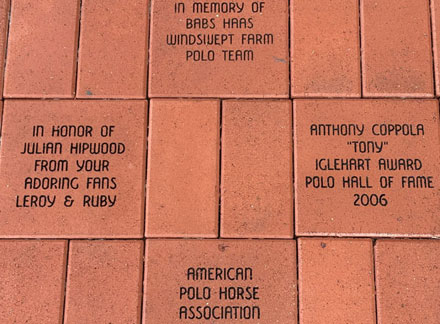 IN MEMORY OF
BABS HAAS
WINDSWEPT FARM
POLO TEAM
IN HONOR OF
JULIAN HIPWOOD
FROM YOUR
ADORING FANS
LEROY & RUBY
ANTHONY COPPOLA
"TONY"
IGLEHART AWARD
POLO HALL OF FAME
2006
AMERICAN
POLO HORSE
ASSOCIATION